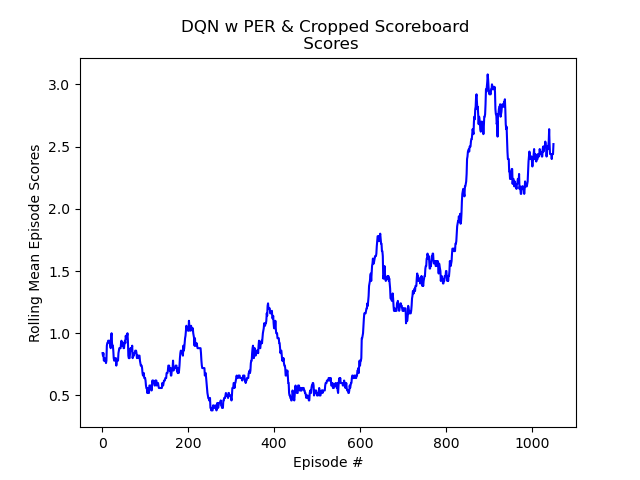 DQN w PER & Cropped Scoreboard
Scores
Rolling Mean Episode Scores
3.0
2.5
2.0
1.5
1.0
0.5
0 200 400 600 800 1000
Episode #